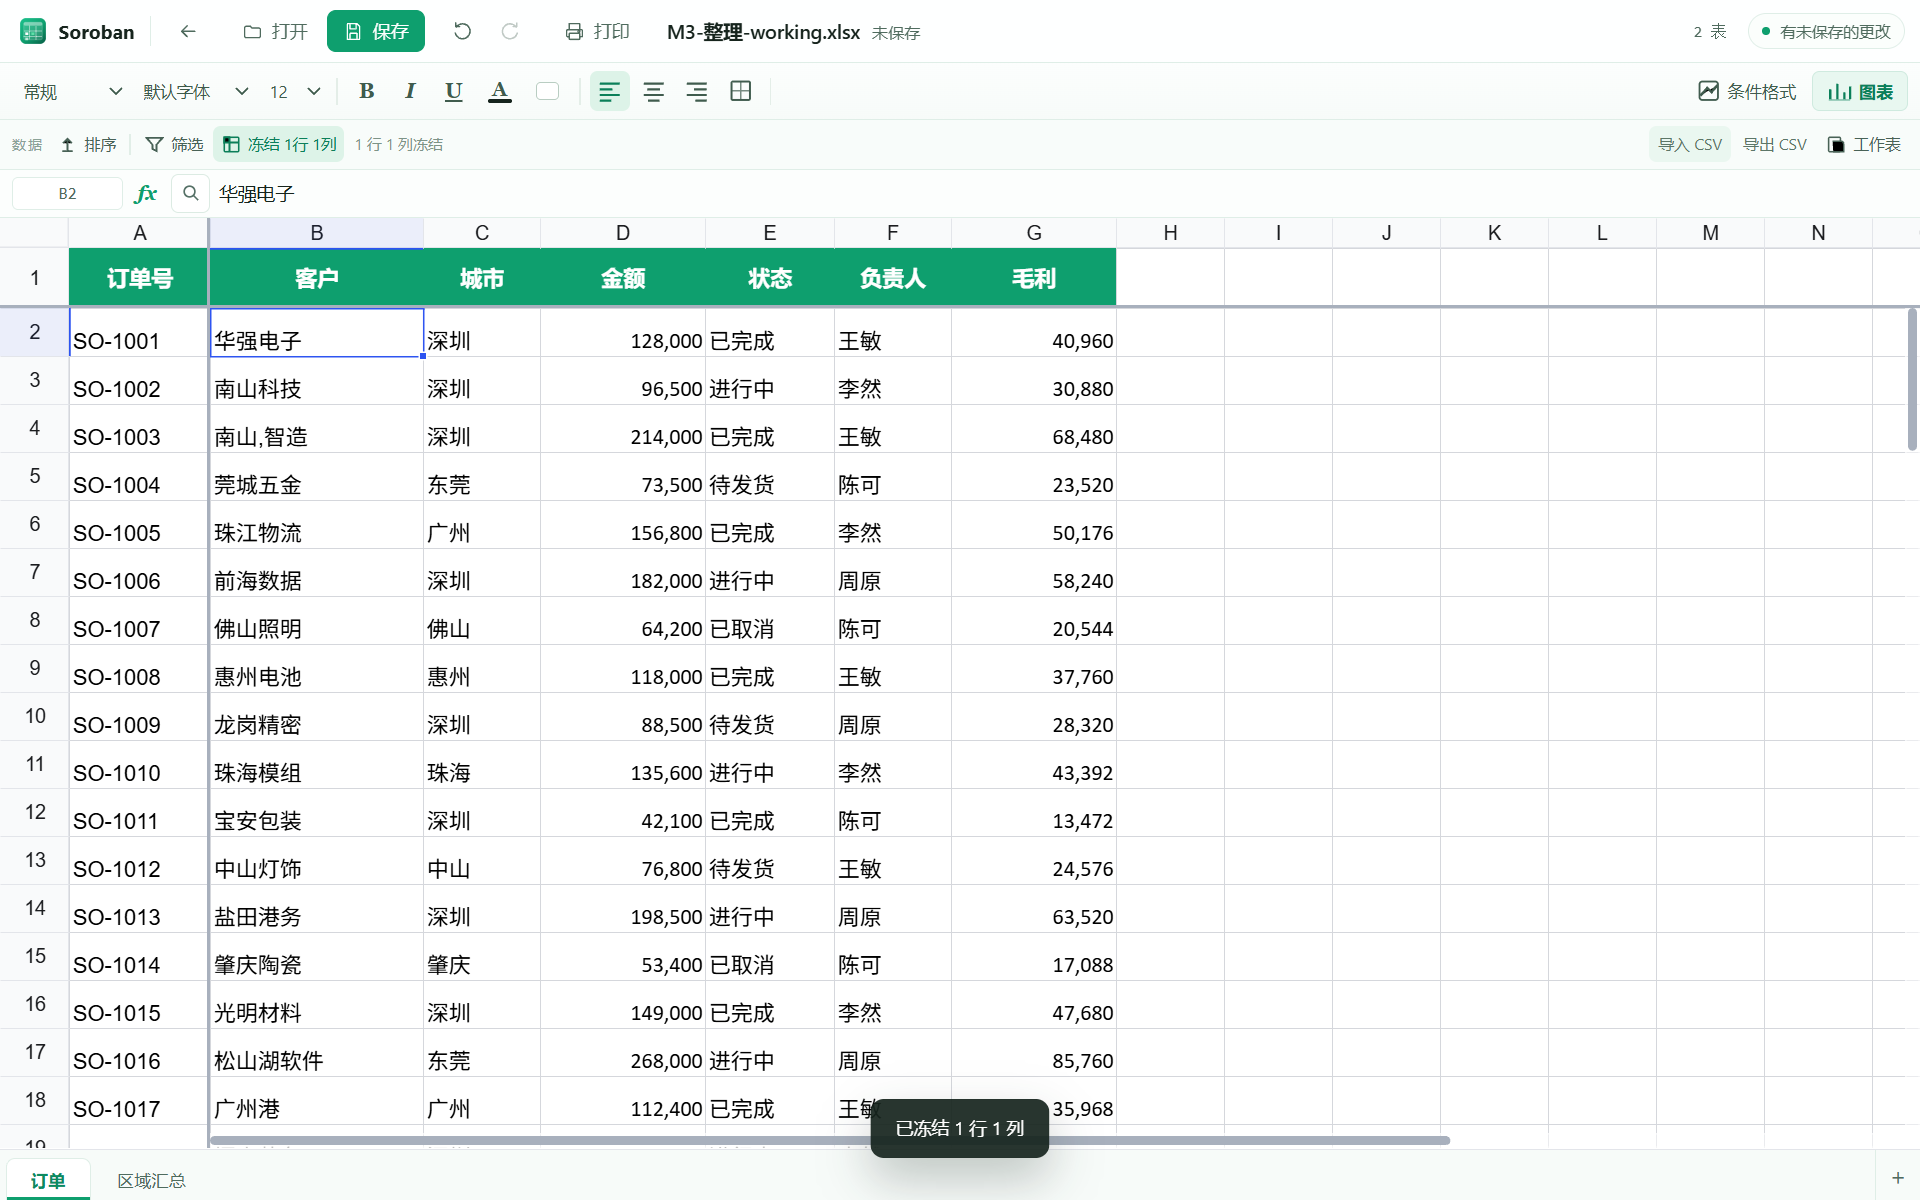 Soroban
打开
保存
打印
M3-整理-working.xlsx 未保存
2 表
有未保存的更改
常规
默认字体
12
B I U A
条件格式
图表
数据
排序
筛选
冻结 1行 1列
1 行 1 列冻结
导入 CSV
导出 CSV
工作表
B2
fx
华强电子
A B C D E F G H I J K L M N
1 订单号 客户 城市 金额 状态 负责人 毛利
2 SO-1001 华强电子 深圳 128,000 已完成 王敏 40,960
3 SO-1002 南山科技 深圳 96,500 进行中 李然 30,880
4 SO-1003 南山,智造 深圳 214,000 已完成 王敏 68,480
5 SO-1004 莞城五金 东莞 73,500 待发货 陈可 23,520
6 SO-1005 珠江物流 广州 156,800 已完成 李然 50,176
7 SO-1006 前海数据 深圳 182,000 进行中 周原 58,240
8 SO-1007 佛山照明 佛山 64,200 已取消 陈可 20,544
9 SO-1008 惠州电池 惠州 118,000 已完成 王敏 37,760
10 SO-1009 龙岗精密 深圳 88,500 待发货 周原 28,320
11 SO-1010 珠海模组 珠海 135,600 进行中 李然 43,392
12 SO-1011 宝安包装 深圳 42,100 已完成 陈可 13,472
13 SO-1012 中山灯饰 中山 76,800 待发货 王敏 24,576
14 SO-1013 盐田港务 深圳 198,500 进行中 周原 63,520
15 SO-1014 肇庆陶瓷 肇庆 53,400 已取消 陈可 17,088
16 SO-1015 光明材料 深圳 149,000 已完成 李然 47,680
17 SO-1016 松山湖软件 东莞 268,000 进行中 周原 85,760
18 SO-1017 广州港 广州 112,400 已完成 王敏 35,968
19
已冻结 1 行 1 列
订单
区域汇总